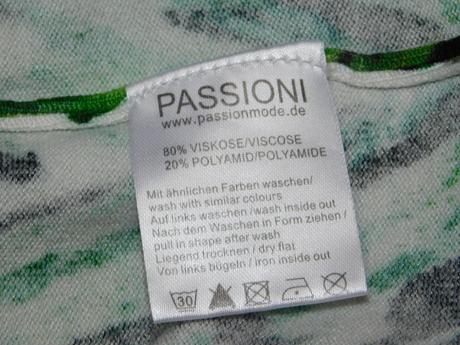 PASSIONI
www.passionmode.de
80% VISKOSE/VISCOSE
20% POLYAMID/POLYAMIDE
Mit ähnlichen Farben waschen/
wash with similar colours
Auf links waschen/wash inside out
Nach dem Waschen in Form ziehen /
pull in shape after wash
Liegend trocknen / dry flat
Von links bügeln / iron inside out
30